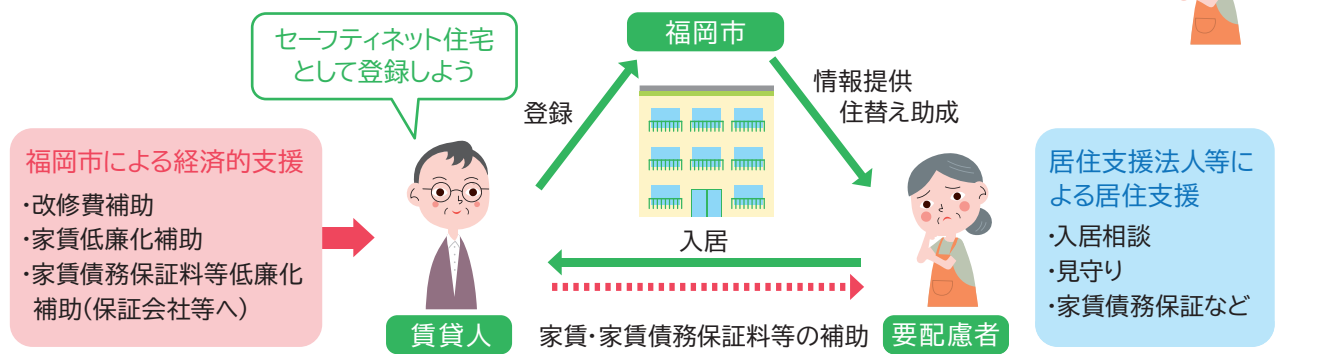 セーフティネット住宅
として登録しよう
福岡市
登録
情報提供
住替え助成
福岡市による経済的支援
・改修費補助
・家賃低廉化補助
・家賃債務保証料等低廉化
補助(保証会社等へ)
居住支援法人等に
よる居住支援
・入居相談
・見守り
・家賃債務保証など
入居
賃貸人
家賃・家賃債務保証料等の補助
要配慮者